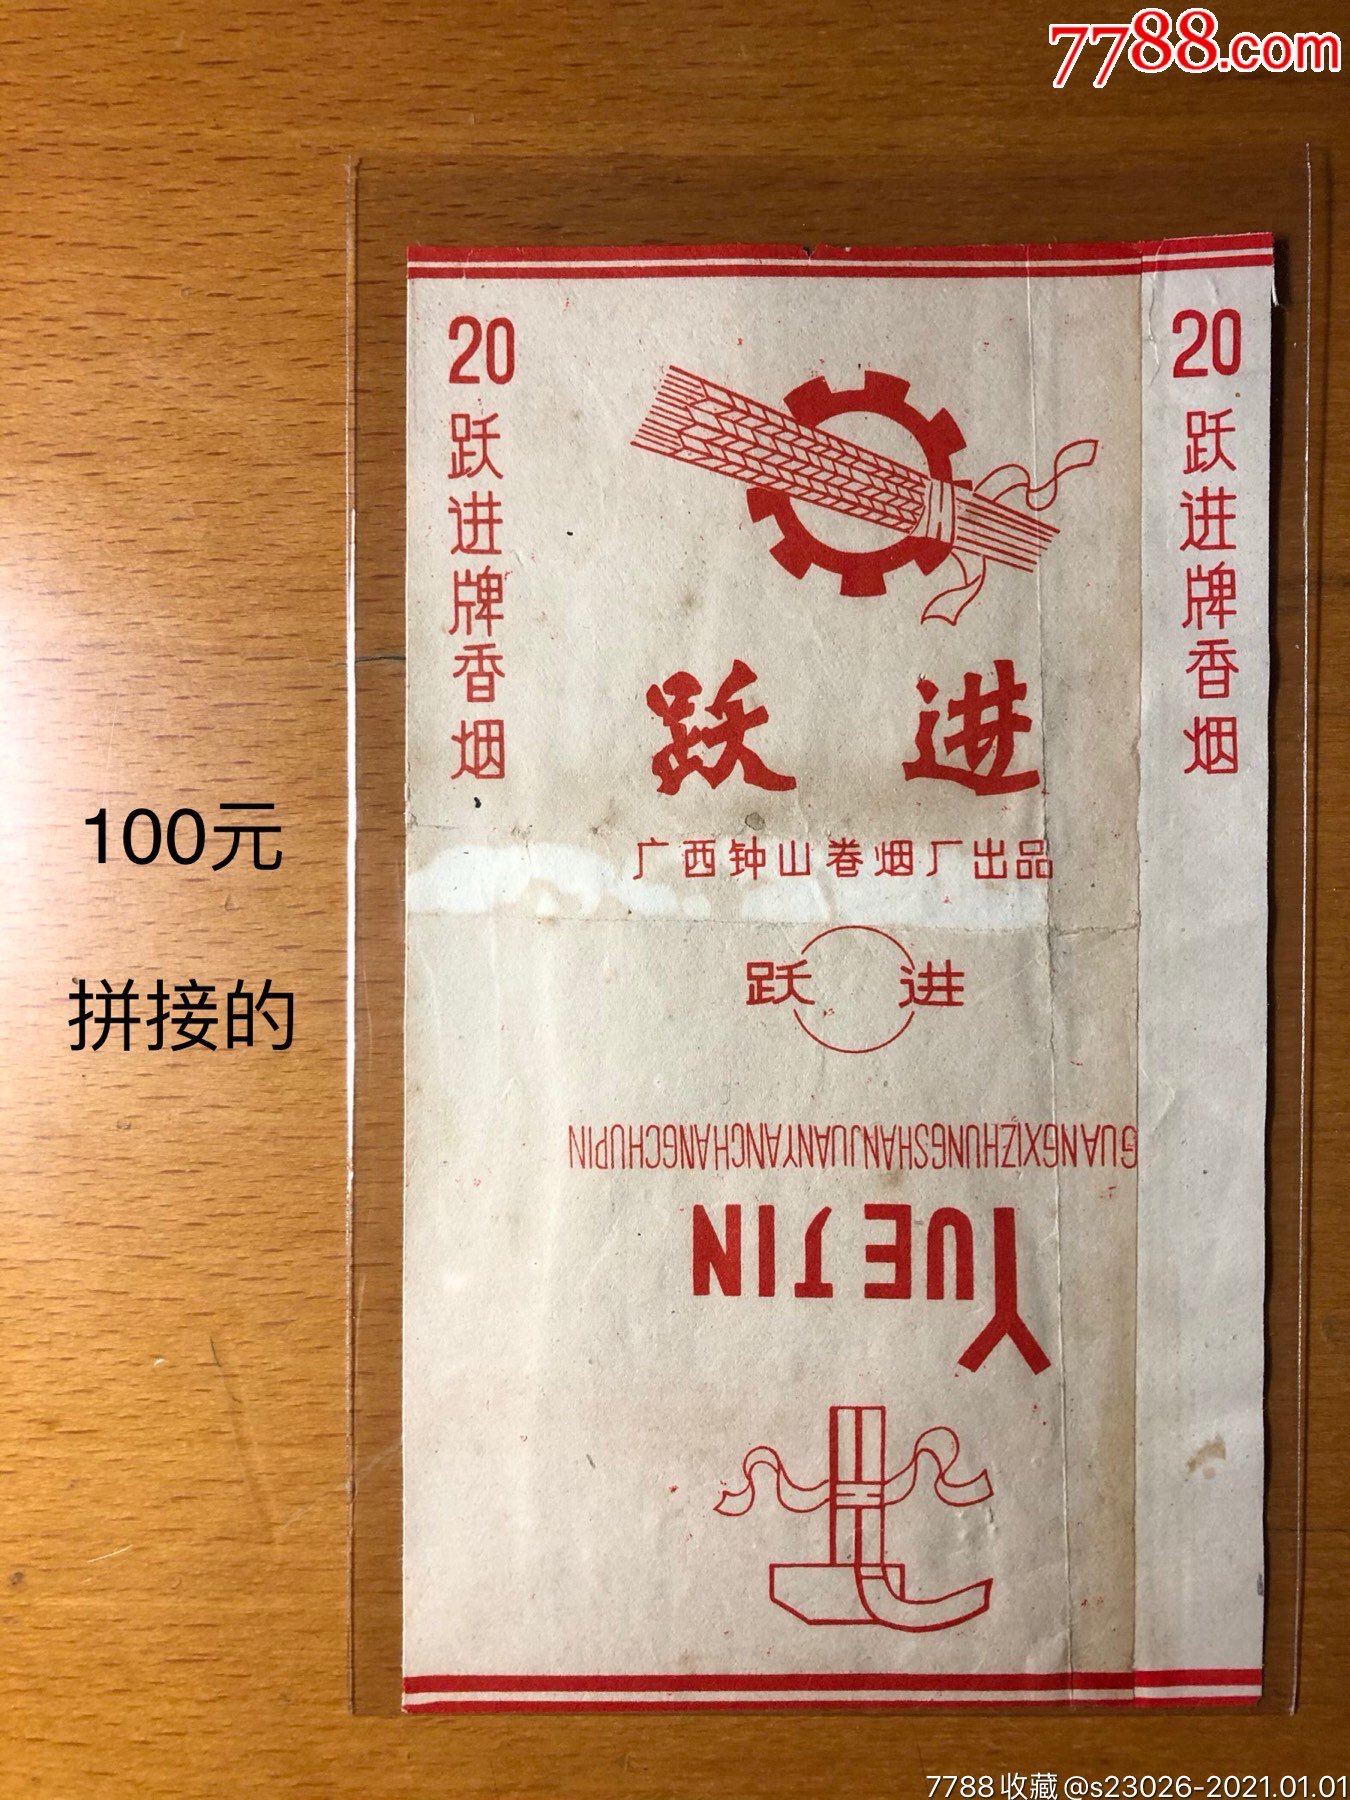 7788.com
20
跃进牌香烟
20
跃进牌香烟
跃 进
广西钟山卷烟厂出品
100元
拼接的
跃 进
GUANGXIZHUNGSHANJUANYANCHANGCHUPIN
YUEJIN
7788收藏@s23026-2021.01.01